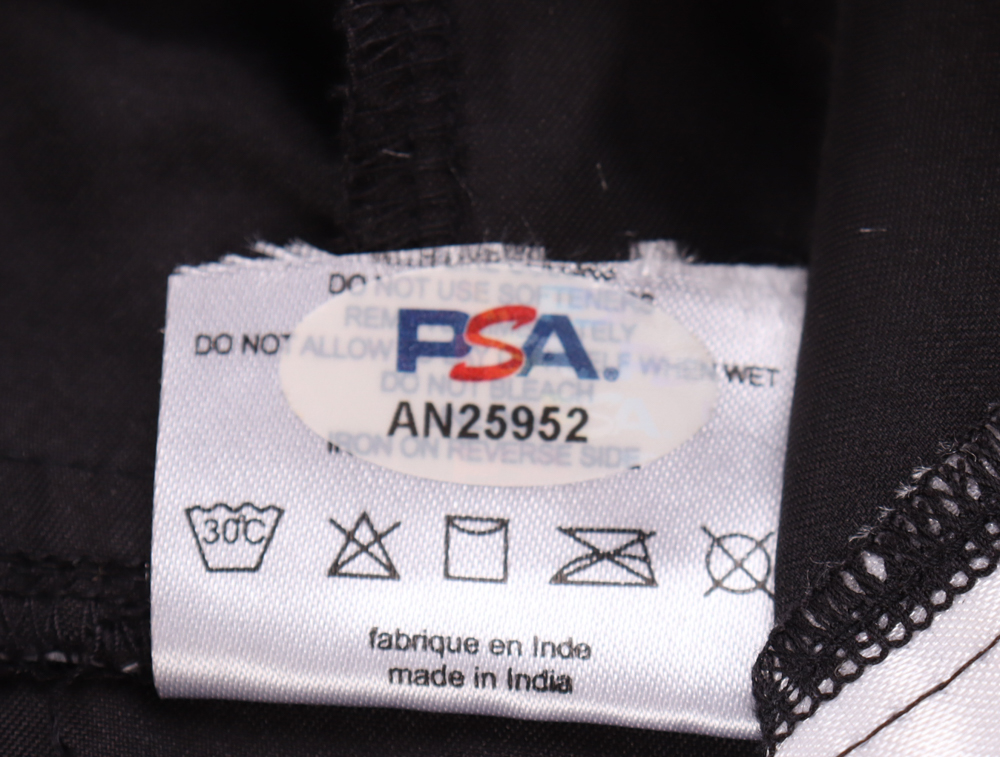 DO NOT USE SOFTENERS
DO NOT ALLOW WHEN WET
PSA
DO NOT BLEACH
AN25952
IRON ON REVERSE SIDE
30°C
fabrique en Inde
made in India